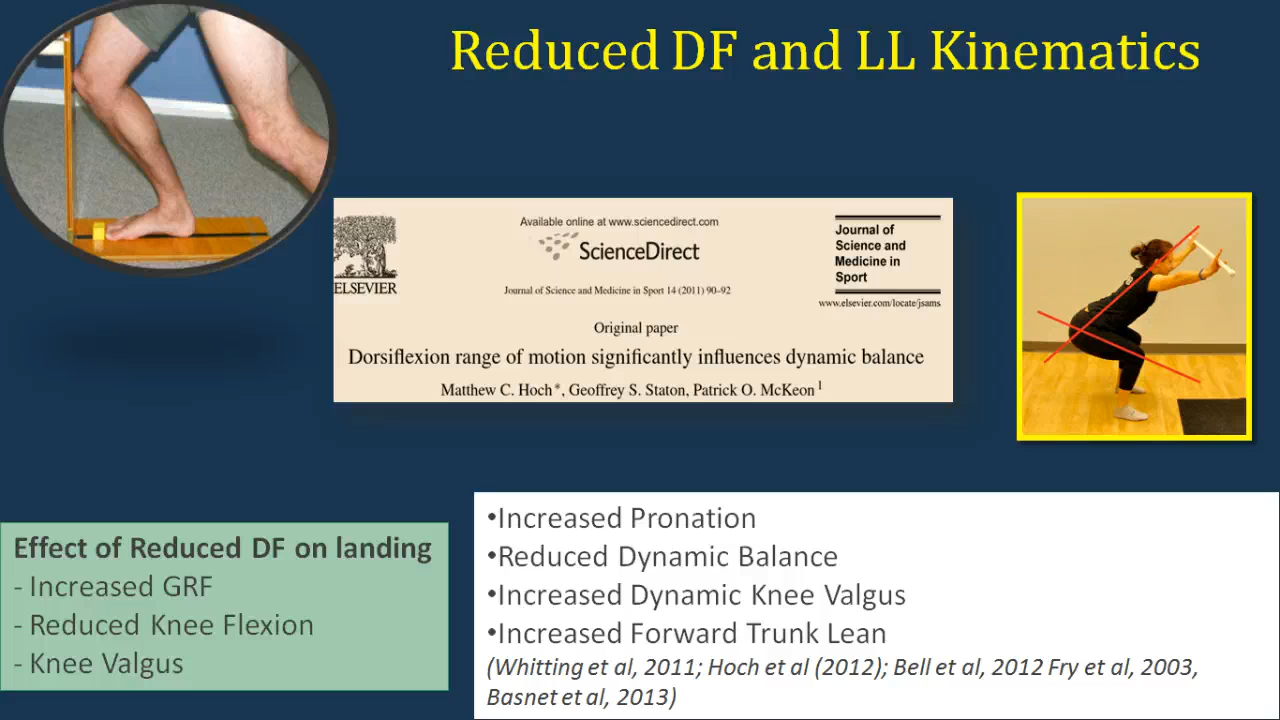 Reduced DF and LL Kinematics
Available online at www.sciencedirect.com
ScienceDirect
ELSEVIER
Journal of Science and Medicine in Sport 14 (2011) 90–92
Journal of
Science and
Medicine in
Sport
www.elsevier.com/locate/jsams
Original paper
Dorsiflexion range of motion significantly influences dynamic balance
Matthew C. Hoch*, Geoffrey S. Staton, Patrick O. McKeon 1
Effect of Reduced DF on landing
- Increased GRF
- Reduced Knee Flexion
- Knee Valgus
•Increased Pronation
•Reduced Dynamic Balance
•Increased Dynamic Knee Valgus
•Increased Forward Trunk Lean
(Whitting et al, 2011; Hoch et al (2012); Bell et al, 2012 Fry et al, 2003,
Basnet et al, 2013)